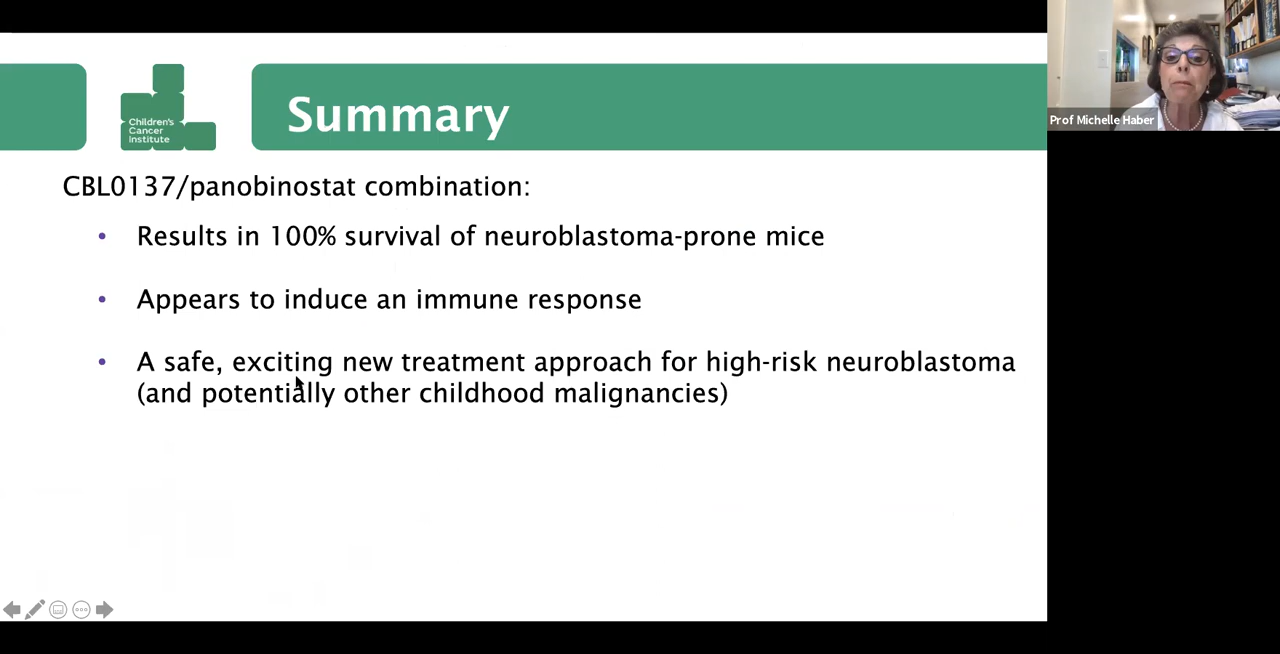 Children's
Cancer
Institute
Summary
Prof Michelle Haber
CBL0137/panobinostat combination:
• Results in 100% survival of neuroblastoma-prone mice
• Appears to induce an immune response
• A safe, exciting new treatment approach for high-risk neuroblastoma
(and potentially other childhood malignancies)